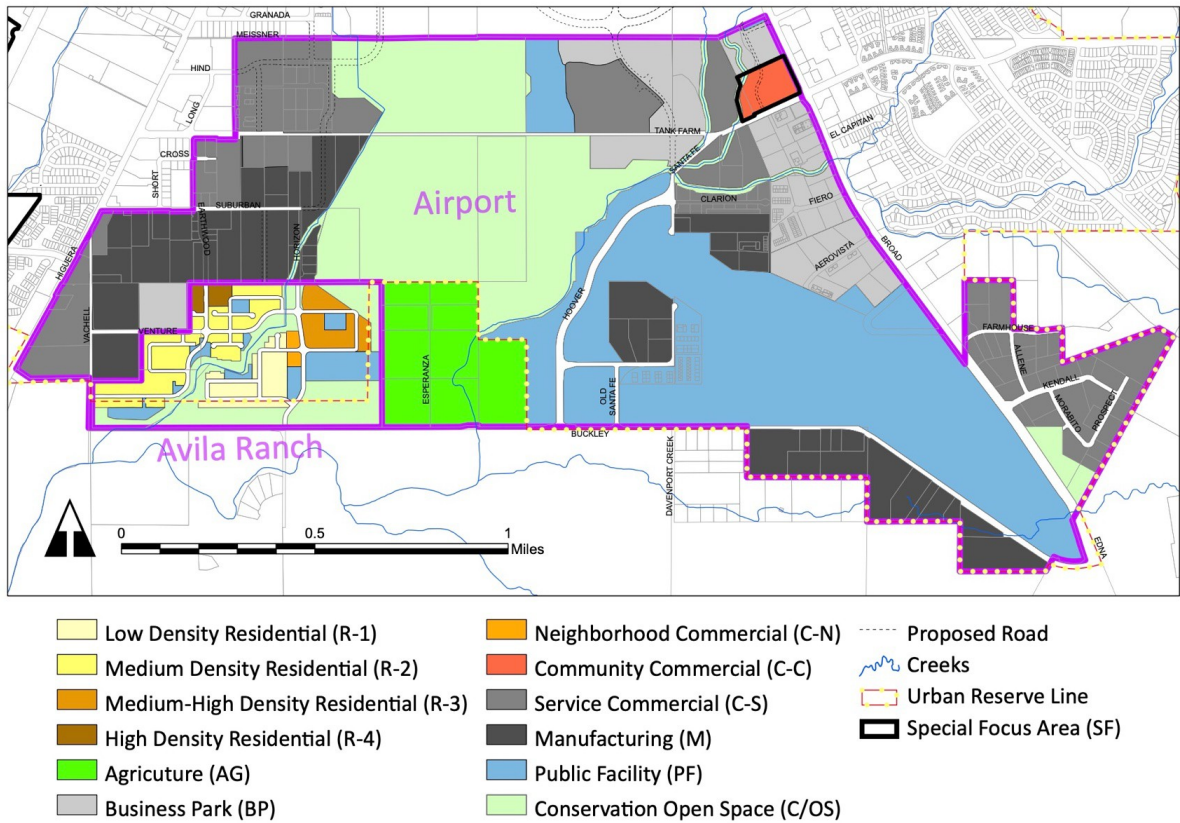 GRANADA
MEISSNER
HIND
LONG
CROSS
SHORT
TANK FARM
SANTA FE
EL CAPITAN
Airport
CLARION
FIERO
AEROVISTA
BROAD
SUBURBAN
EARTHWOOD
HORIZON
HIGUERA
VACHELL
VENTURE
HOOVER
ESPERANZA
OLD
SANTA FE
FARMHOUSE
ALLENE
KENDALL
MORABITO
PROSPECT
BUCKLEY
Avila Ranch
DAVENPORT CREEK
EDNA
0 0.5 1
Miles
Low Density Residential (R-1)
Medium Density Residential (R-2)
Medium-High Density Residential (R-3)
High Density Residential (R-4)
Agricuture (AG)
Business Park (BP)
Neighborhood Commercial (C-N)
Community Commercial (C-C)
Service Commercial (C-S)
Manufacturing (M)
Public Facility (PF)
Conservation Open Space (C/OS)
Proposed Road
Creeks
Urban Reserve Line
Special Focus Area (SF)